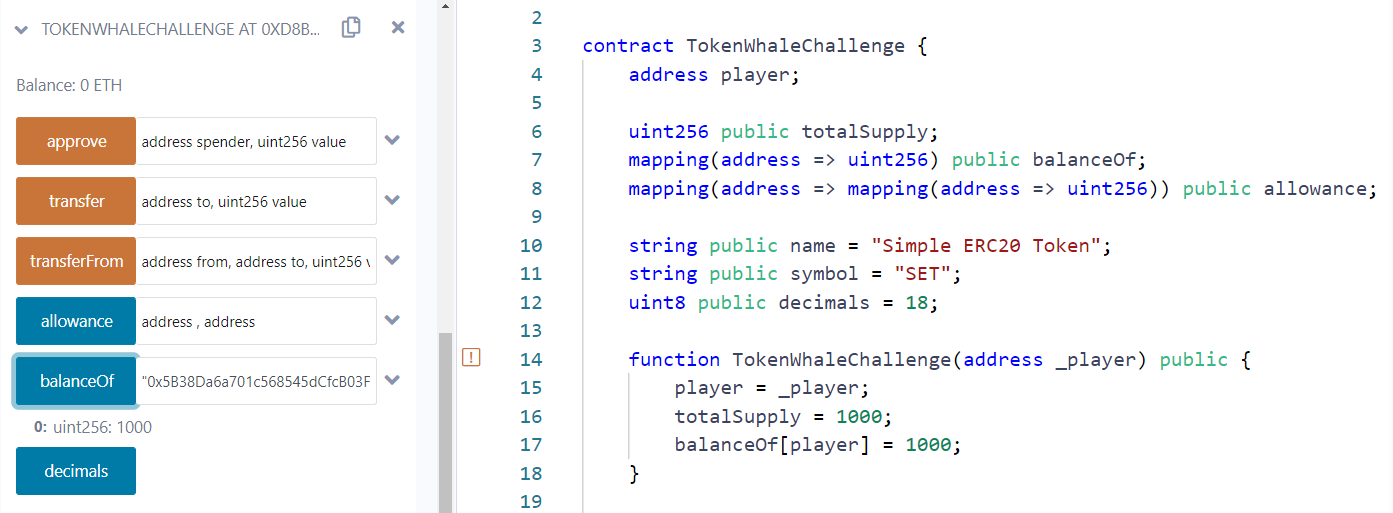 TOKENWHALECHALLENGE AT 0XD8B...
Balance: 0 ETH
approve address spender, uint256 value
transfer address to, uint256 value
transferFrom address from, address to, uint256 v
allowance address , address
balanceOf "0x5B38Da6a701c568545dCfcB03F
0: uint256: 1000
decimals
2
3 contract TokenWhaleChallenge {
4 address player;
5
6 uint256 public totalSupply;
7 mapping(address => uint256) public balanceOf;
8 mapping(address => mapping(address => uint256)) public allowance;
9
10 string public name = "Simple ERC20 Token";
11 string public symbol = "SET";
12 uint8 public decimals = 18;
13
14 function TokenWhaleChallenge(address _player) public {
15 player = _player;
16 totalSupply = 1000;
17 balanceOf[player] = 1000;
18 }
19